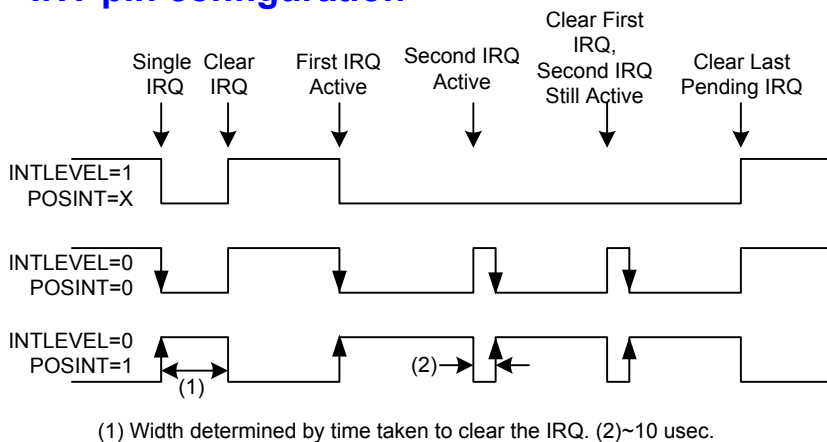 INT pin configuration
Single IRQ
Clear IRQ
First IRQ Active
Second IRQ Active
Clear First IRQ, Second IRQ Still Active
Clear Last Pending IRQ
INTLEVEL=1
POSINT=X
INTLEVEL=0
POSINT=0
INTLEVEL=0
POSINT=1
(1)
(2)
(1) Width determined by time taken to clear the IRQ. (2)~10 usec.